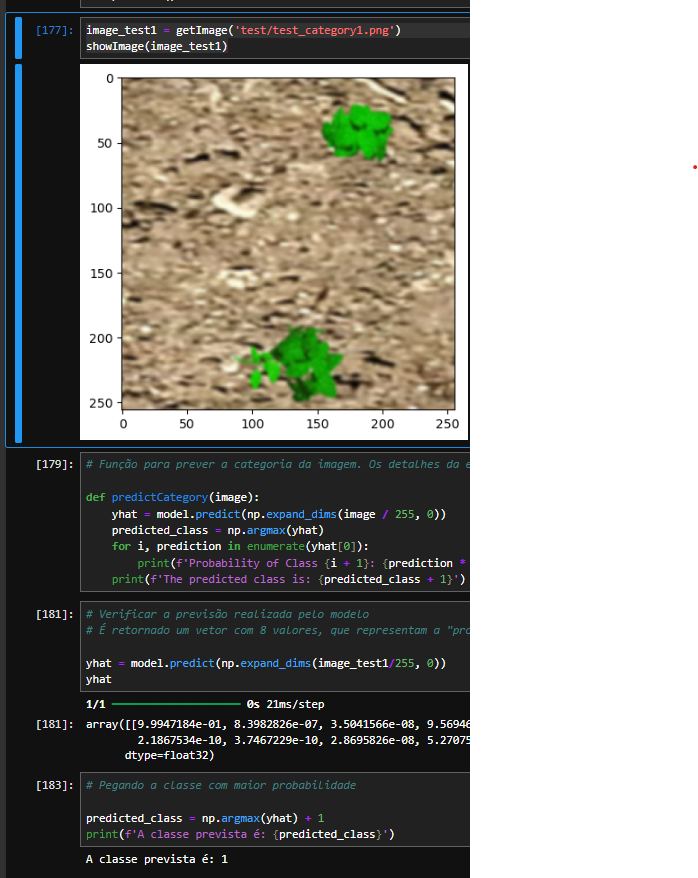 [177]: image_test1 = getImage('test/test_category1.png')
showImage(image_test1)
0
50
100
150
200
250
0 50 100 150 200 250
[179]: # Função para prever a categoria da imagem. Os detalhes da
def predictCategory(image):
yhat = model.predict(np.expand_dims(image / 255, 0))
predicted_class = np.argmax(yhat)
for i, prediction in enumerate(yhat[0]):
print(f'Probability of Class {i + 1}: {prediction *
print(f'The predicted class is: {predicted_class + 1}')
[181]: # Verificar a previsão realizada pelo modelo
# É retornado um vetor com 8 valores, que representam a "pro
yhat = model.predict(np.expand_dims(image_test1/255, 0))
yhat
1/1 0s 21ms/step
[181]: array([[9.9947184e-01, 8.3982826e-07, 3.5041566e-08, 9.56946
2.1867534e-10, 3.7467229e-10, 2.8695826e-08, 5.27075
dtype=float32)
[183]: # Pegando a classe com maior probabilidade
predicted_class = np.argmax(yhat) + 1
print(f'A classe prevista é: {predicted_class}')
A classe prevista é: 1